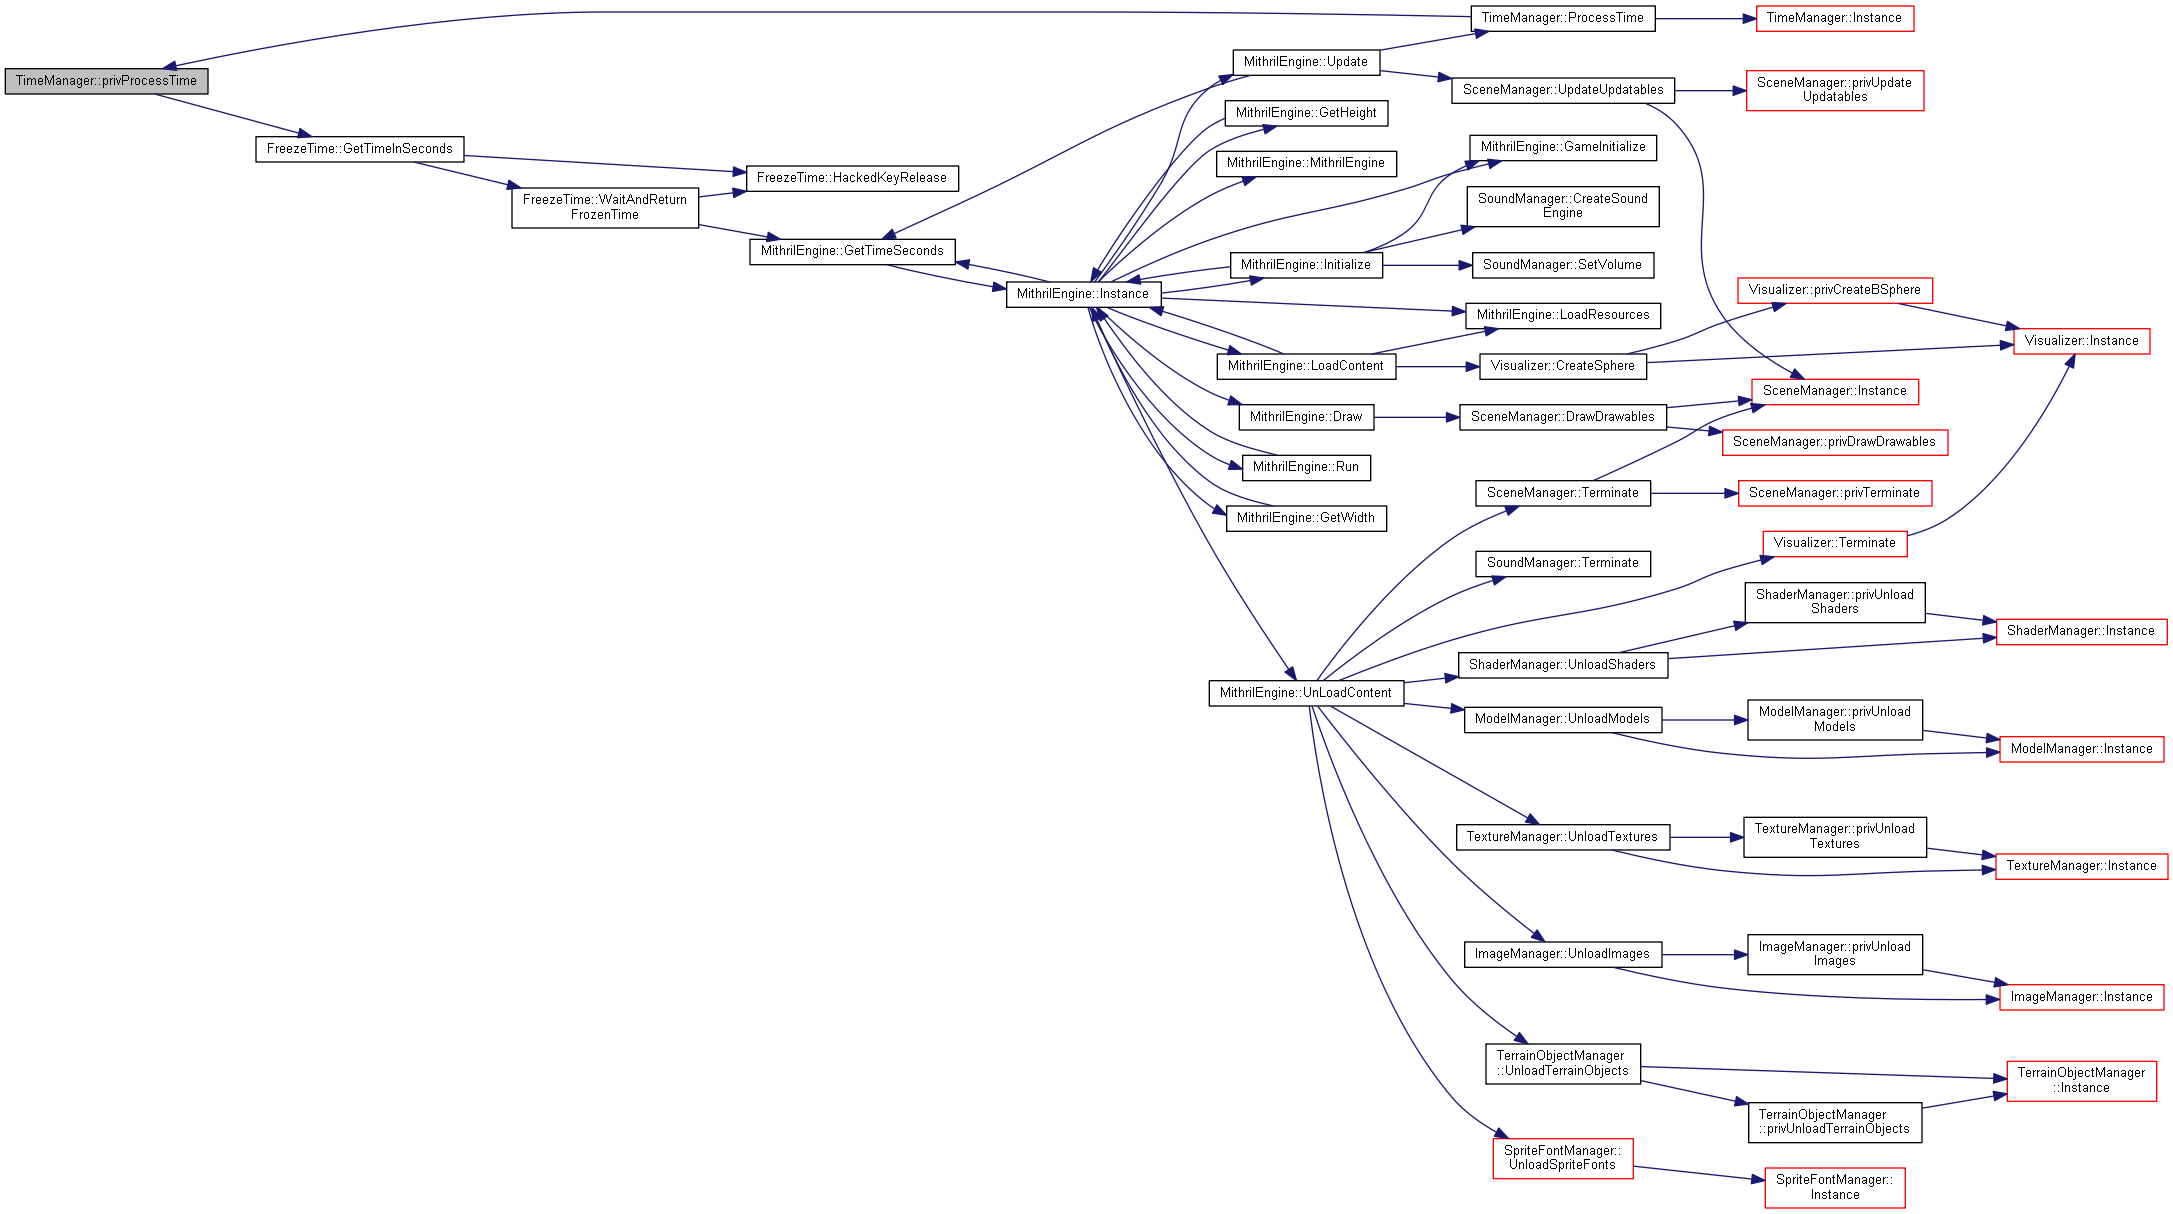 TimeManager::privProcessTime
FreezeTime::GetTimeInSeconds
FreezeTime::WaitAndReturn
FrozenTime
FreezeTime::HackedKeyRelease
MithrilEngine::GetTimeSeconds
MithrilEngine::Instance
MithrilEngine::Update
MithrilEngine::GetHeight
MithrilEngine::MithrilEngine
MithrilEngine::Initialize
MithrilEngine::LoadContent
MithrilEngine::Draw
MithrilEngine::Run
MithrilEngine::GetWidth
MithrilEngine::UnLoadContent
TimeManager::ProcessTime
SceneManager::UpdateUpdatables
MithrilEngine::GameInitialize
SoundManager::CreateSound
Engine
SoundManager::SetVolume
MithrilEngine::LoadResources
Visualizer::CreateSphere
SceneManager::DrawDrawables
SceneManager::Terminate
SoundManager::Terminate
ShaderManager::UnloadShaders
ModelManager::UnloadModels
TextureManager::UnloadTextures
ImageManager::UnloadImages
TerrainObjectManager
::UnloadTerrainObjects
SpriteFontManager::
UnloadSpriteFonts
TimeManager::Instance
SceneManager::privUpdate
Updatables
Visualizer::privCreateBSphere
SceneManager::Instance
SceneManager::privDrawDrawables
SceneManager::privTerminate
Visualizer::Terminate
ShaderManager::privUnload
Shaders
ModelManager::privUnload
Models
TextureManager::privUnload
Textures
ImageManager::privUnload
Images
TerrainObjectManager
::privUnloadTerrainObjects
SpriteFontManager::
Instance
Visualizer::Instance
ShaderManager::Instance
ModelManager::Instance
TextureManager::Instance
ImageManager::Instance
TerrainObjectManager
::Instance